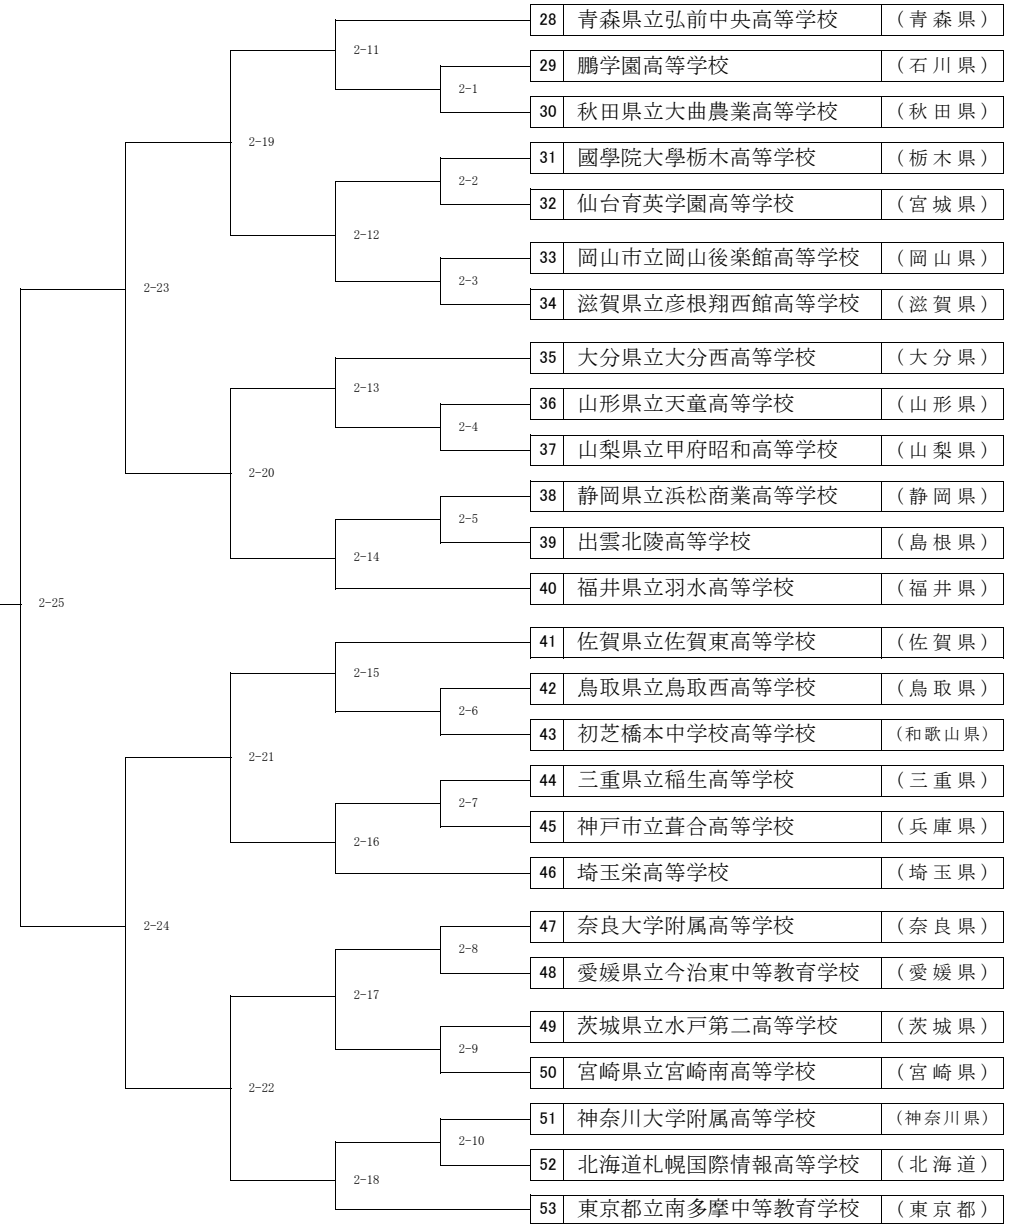 28 青森県立弘前中央高等学校 (青森県)
2-11
29 鵬学園高等学校 (石川県)
2-1
30 秋田県立大曲農業高等学校 (秋田県)
2-19
31 國學院大學栃木高等学校 (栃木県)
2-2
32 仙台育英学園高等学校 (宮城県)
2-12
33 岡山市立岡山後楽館高等学校 (岡山県)
2-3
2-23
34 滋賀県立彦根翔西館高等学校 (滋賀県)
35 大分県立大分西高等学校 (大分県)
2-13
36 山形県立天童高等学校 (山形県)
2-4
37 山梨県立甲府昭和高等学校 (山梨県)
2-20
38 静岡県立浜松商業高等学校 (静岡県)
2-5
39 出雲北陵高等学校 (島根県)
2-14
40 福井県立羽水高等学校 (福井県)
2-25
41 佐賀県立佐賀東高等学校 (佐賀県)
2-15
42 鳥取県立鳥取西高等学校 (鳥取県)
2-6
43 初芝橋本中学校高等学校 (和歌山県)
2-21
44 三重県立稲生高等学校 (三重県)
2-7
45 神戸市立葺合高等学校 (兵庫県)
2-16
46 埼玉栄高等学校 (埼玉県)
47 奈良大学附属高等学校 (奈良県)
2-24
2-8
48 愛媛県立今治東中等教育学校 (愛媛県)
2-17
49 茨城県立水戸第二高等学校 (茨城県)
2-9
50 宮崎県立宮崎南高等学校 (宮崎県)
2-22
51 神奈川大学附属高等学校 (神奈川県)
2-10
52 北海道札幌国際情報高等学校 (北海道)
2-18
53 東京都立南多摩中等教育学校 (東京都)